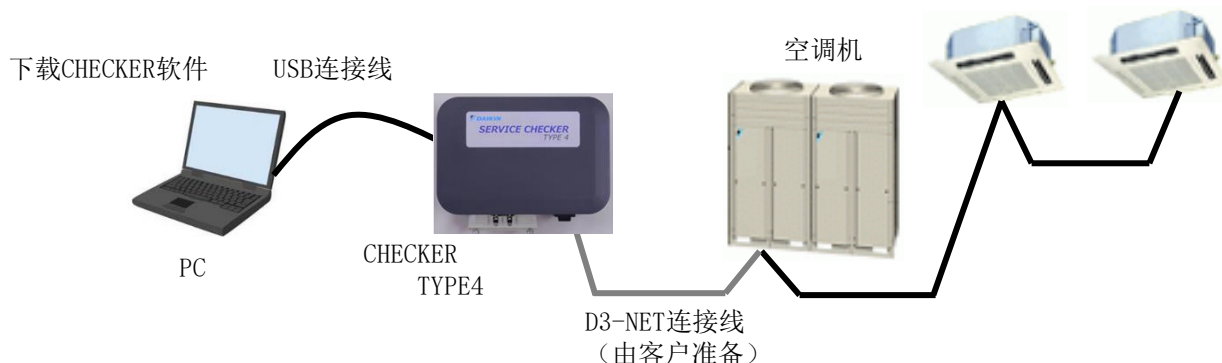 空调机
下载CHECKER软件
USB连接线
DAIKIN
SERVICE CHECKER
TYPE 4
CHECKER
TYPE4
PC
D3-NET连接线
(由客户准备)